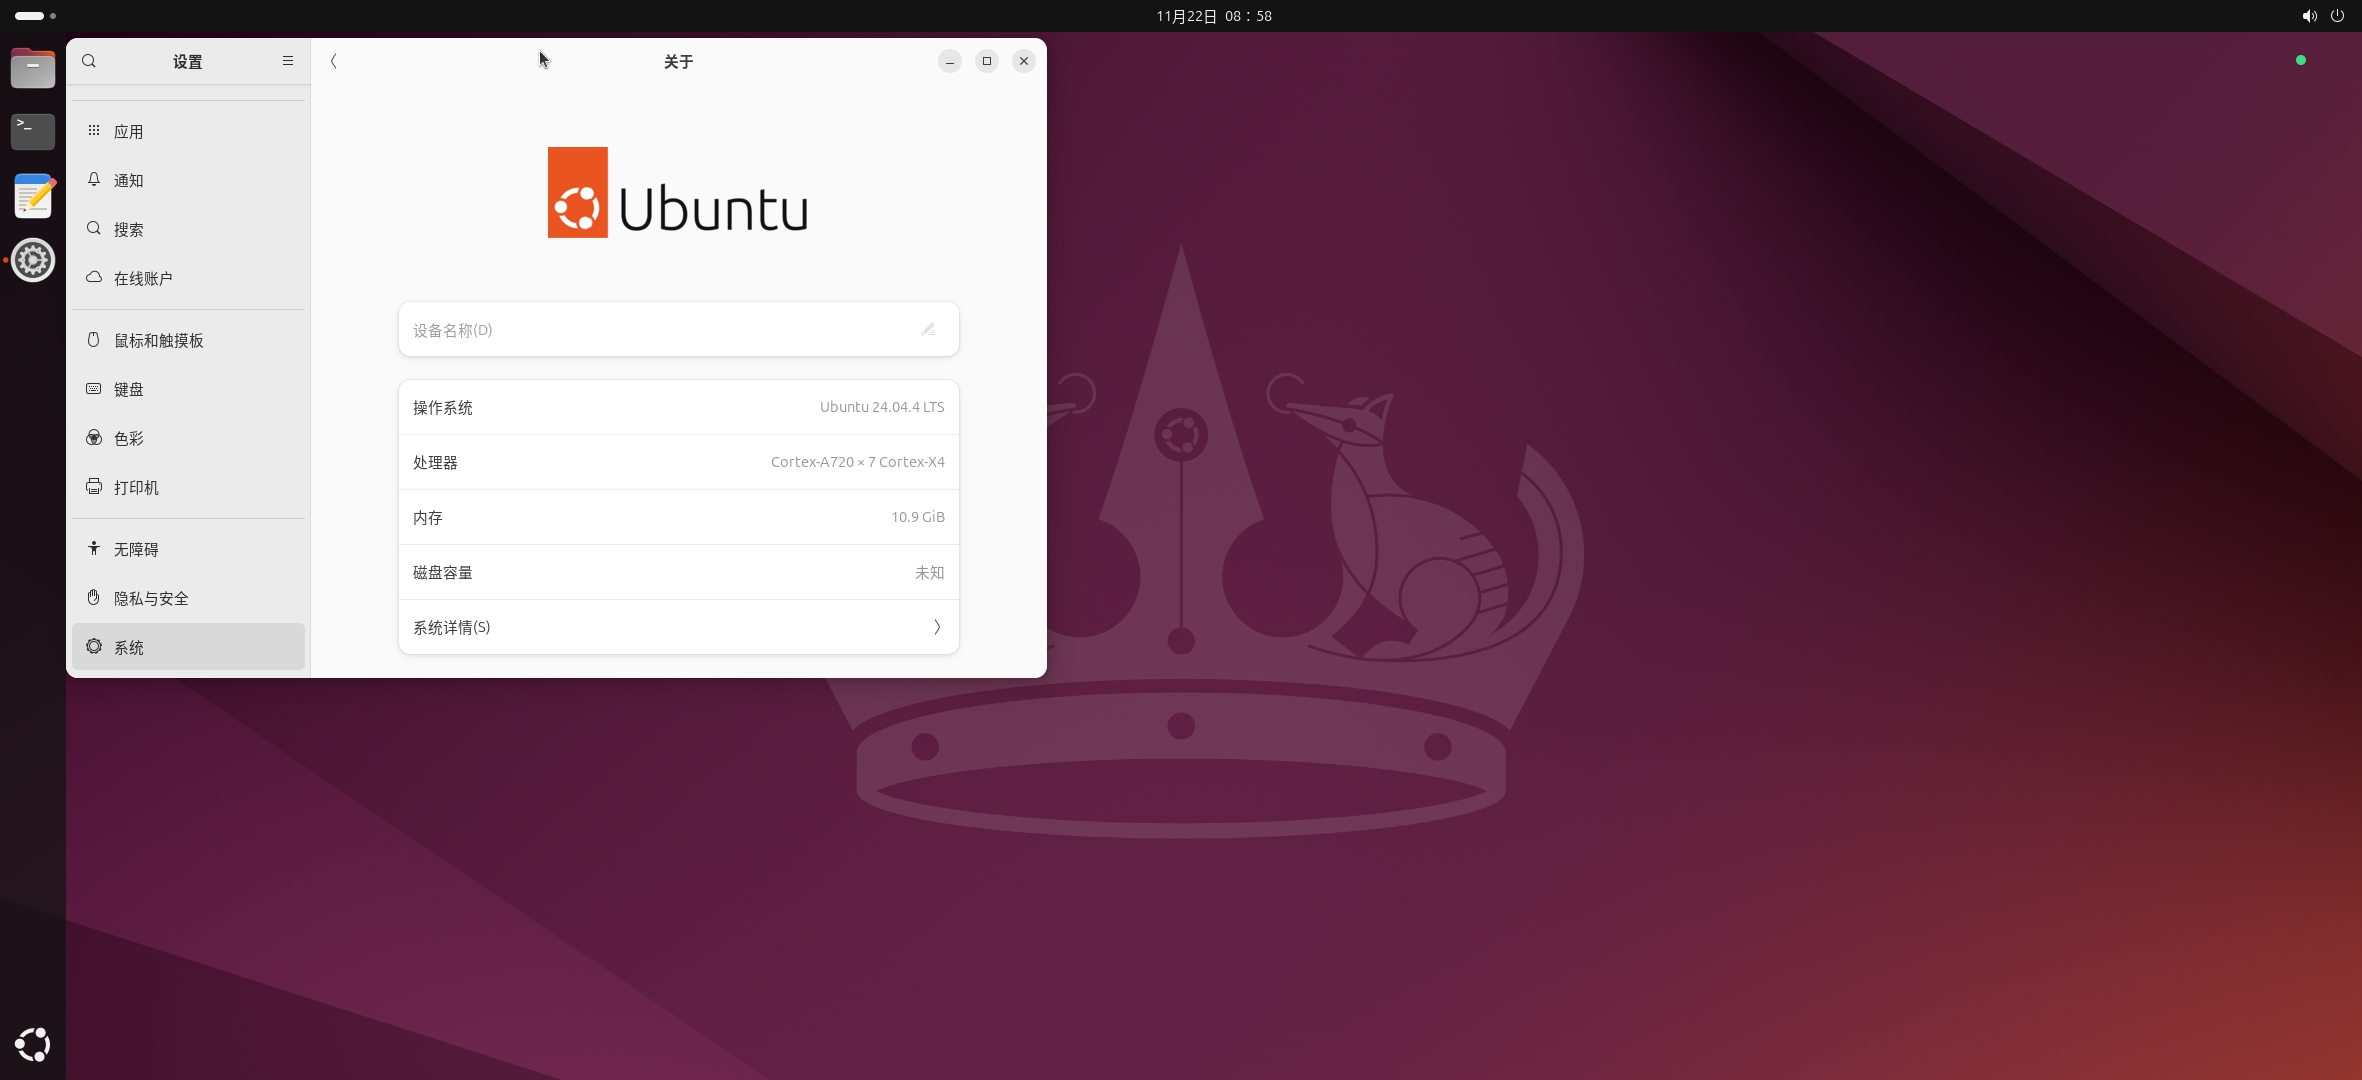 11月22日 08：58
设置
关于
应用
通知
搜索
在线账户
鼠标和触摸板
键盘
色彩
打印机
无障碍
隐私与安全
系统
Ubuntu
设备名称(D)
操作系统 Ubuntu 24.04.4 LTS
处理器 Cortex-A720 × 7 Cortex-X4
内存 10.9 GiB
磁盘容量 未知
系统详情(S)